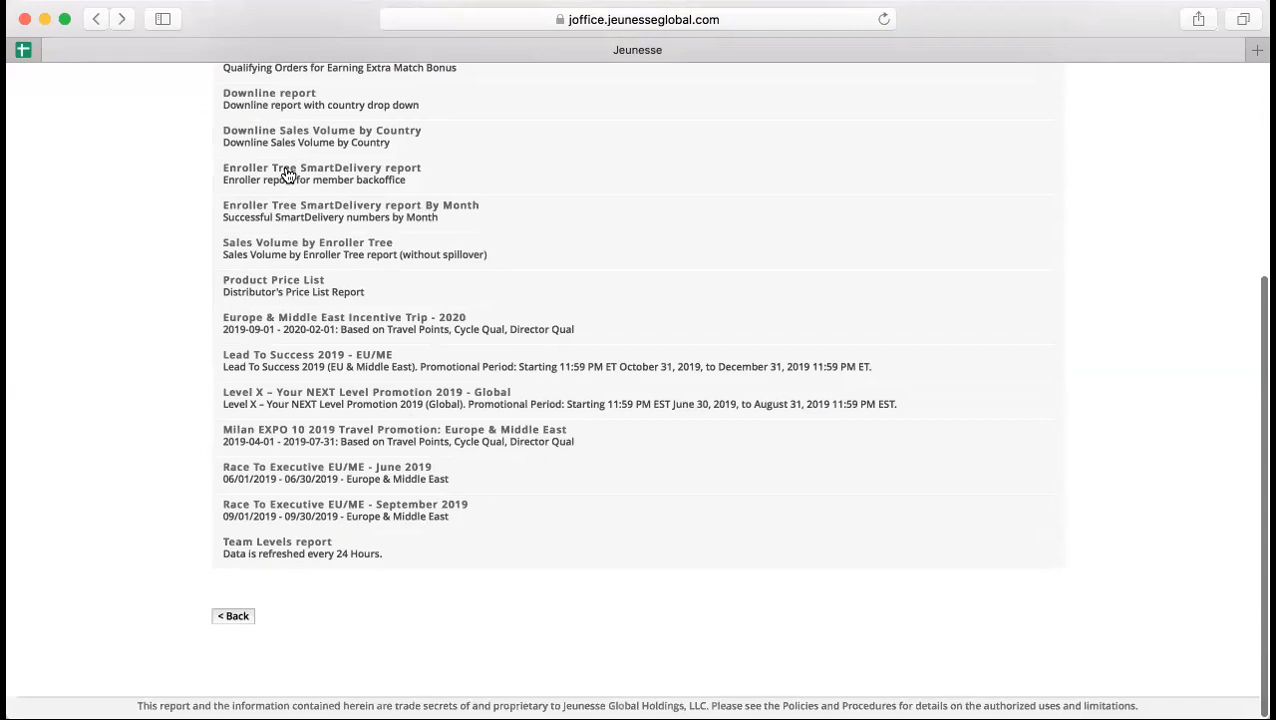 joffice.jeunesseglobal.com
Jeunesse
Qualifying Orders for Earning Extra Match Bonus
Downline report
Downline report with country drop down
Downline Sales Volume by Country
Downline Sales Volume by Country
Enroller Tree SmartDelivery report
Enroller report for member backoffice
Enroller Tree SmartDelivery report By Month
Successful SmartDelivery numbers by Month
Sales Volume by Enroller Tree
Sales Volume by Enroller Tree report (without spillover)
Product Price List
Distributor's Price List Report
Europe & Middle East Incentive Trip - 2020
2019-09-01 - 2020-02-01: Based on Travel Points, Cycle Qual, Director Qual
Lead To Success 2019 - EU/ME
Lead To Success 2019 (EU & Middle East). Promotional Period: Starting 11:59 PM ET October 31, 2019, to December 31, 2019 11:59 PM ET.
Level X – Your NEXT Level Promotion 2019 - Global
Level X – Your NEXT Level Promotion 2019 (Global). Promotional Period: Starting 11:59 PM EST June 30, 2019, to August 31, 2019 11:59 PM EST.
Milan EXPO 10 2019 Travel Promotion: Europe & Middle East
2019-04-01 - 2019-07-31: Based on Travel Points, Cycle Qual, Director Qual
Race To Executive EU/ME - June 2019
06/01/2019 - 06/30/2019 - Europe & Middle East
Race To Executive EU/ME - September 2019
09/01/2019 - 09/30/2019 - Europe & Middle East
Team Levels report
Data is refreshed every 24 Hours.
< Back
This report and the information contained herein are trade secrets of and proprietary to Jeunesse Global Holdings, LLC. Please see the Policies and Procedures for details on the authorized uses and limitations.